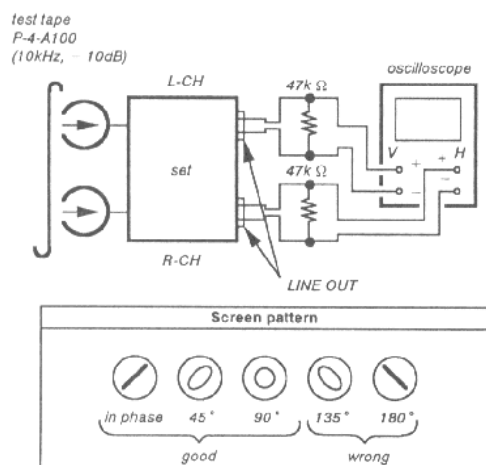 test tape
P-4-A100
(10kHz, – 10dB)
L-CH
47k Ω
oscilloscope
set
V
H
+
+
–
–
47k Ω
R-CH
LINE OUT
Screen pattern
in phase 45° 90° 135° 180°
good wrong